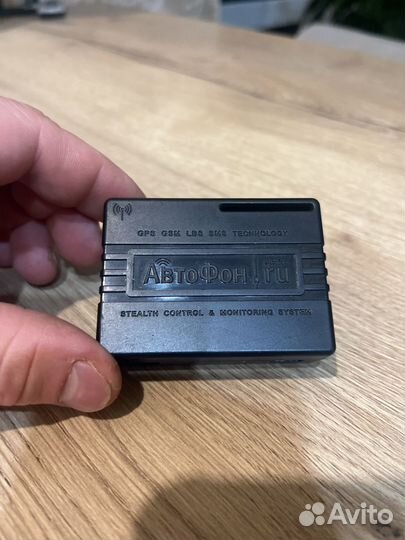 GPS GSM LBS SMS TECHNOLOGY
АвтоФон.ru
STEALTH CONTROL & MONITORING SYSTEM
Avito